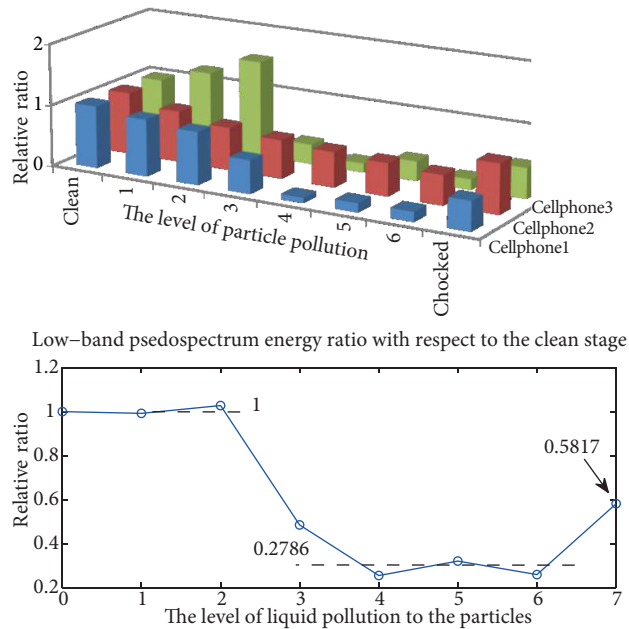 2
1
0
Relative ratio
Clean
1
2
3
4
5
6
Chocked
The level of particle pollution
Cellphone3
Cellphone2
Cellphone1
Low−band psedospectrum energy ratio with respect to the clean stage
1.2
1
0.8
0.6
0.4
0.2
Relative ratio
1
0.5817
0.2786
0 1 2 3 4 5 6 7
The level of liquid pollution to the particles